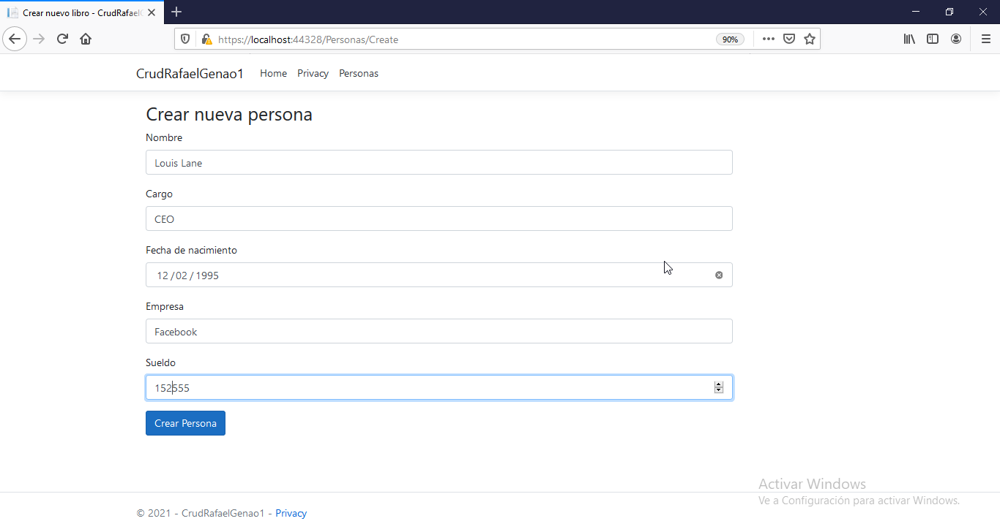 Crear nuevo libro - CrudRafaelG
https://localhost:44328/Personas/Create
90%
CrudRafaelGenao1 Home Privacy Personas
Crear nueva persona
Nombre
Louis Lane
Cargo
CEO
Fecha de nacimiento
12 / 02 / 1995
Empresa
Facebook
Sueldo
152555
Crear Persona
Activar Windows
Ve a Configuración para activar Windows.
© 2021 - CrudRafaelGenao1 - Privacy